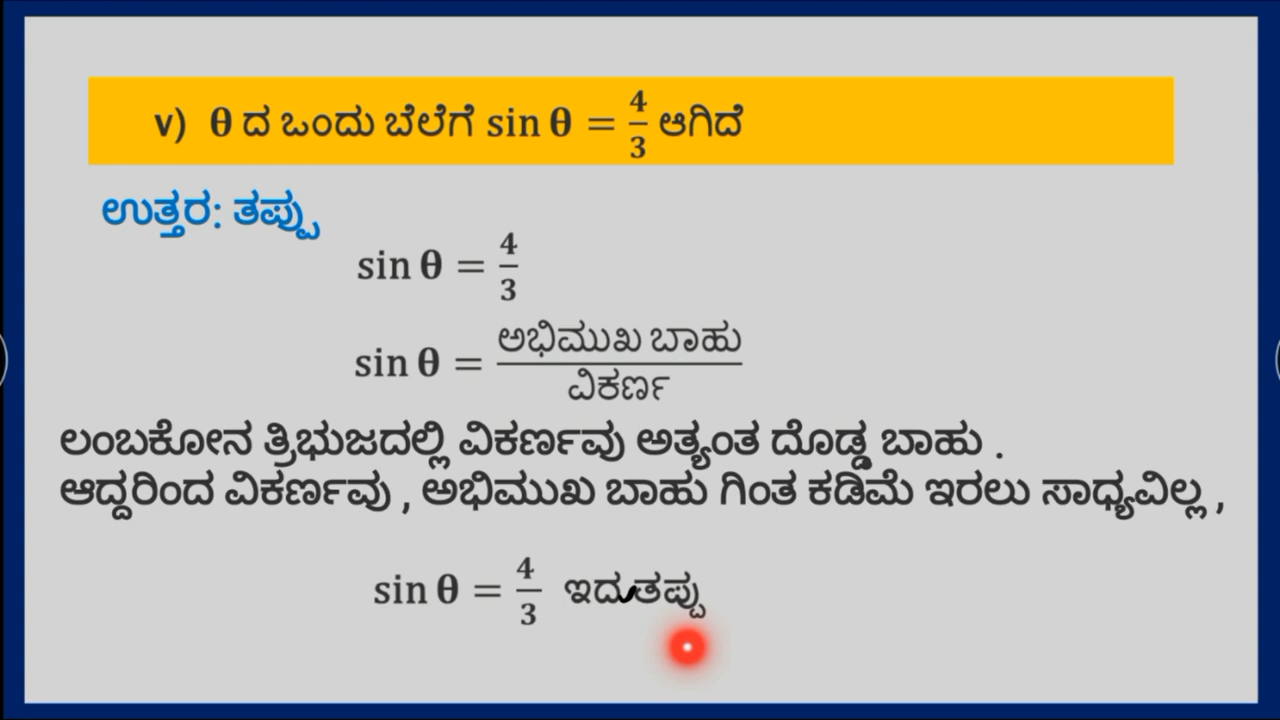 v) θ ದ ಒಂದು ಬೆಲೆಗೆ sin θ = 4/3 ಆಗಿದೆ
ಉತ್ತರ: ತಪ್ಪು
sin θ = 4/3
sin θ = ಅಭಿಮುಖ ಬಾಹು/ವಿಕರ್ಣ
ಲಂಬಕೋನ ತ್ರಿಭುಜದಲ್ಲಿ ವಿಕರ್ಣವು ಅತ್ಯಂತ ದೊಡ್ಡ ಬಾಹು .
ಆದ್ದರಿಂದ ವಿಕರ್ಣವು , ಅಭಿಮುಖ ಬಾಹು ಗಿಂತ ಕಡಿಮೆ ಇರಲು ಸಾಧ್ಯವಿಲ್ಲ ,
sin θ = 4/3 ಇದು ತಪ್ಪು